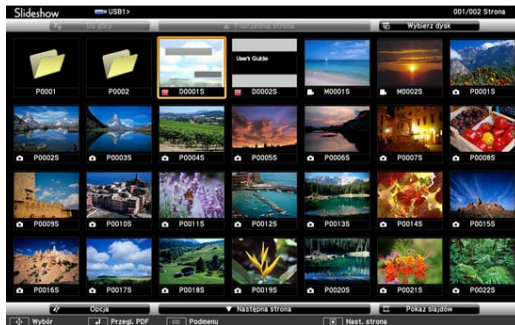 Slideshow USB1> 001/002 Strona
Do góry ▲ Poprzednia strona Wybierz dysk
User's Guide
P0001 P0002 D0001S D0002S M0001S M0002S P0001S
P0002S P0003S P0004S P0005S P0006S P0007S P0008S
P0009S P0010S P0011S P0012S P0013S P0014S P0015S
P0016S P0017S P0018S P0019S P0020S P0021S P0022S
Opcja ▼ Następna strona Pokaz slajdów
Wybór Przegl. PDF Esc Podmenu Nast. strona